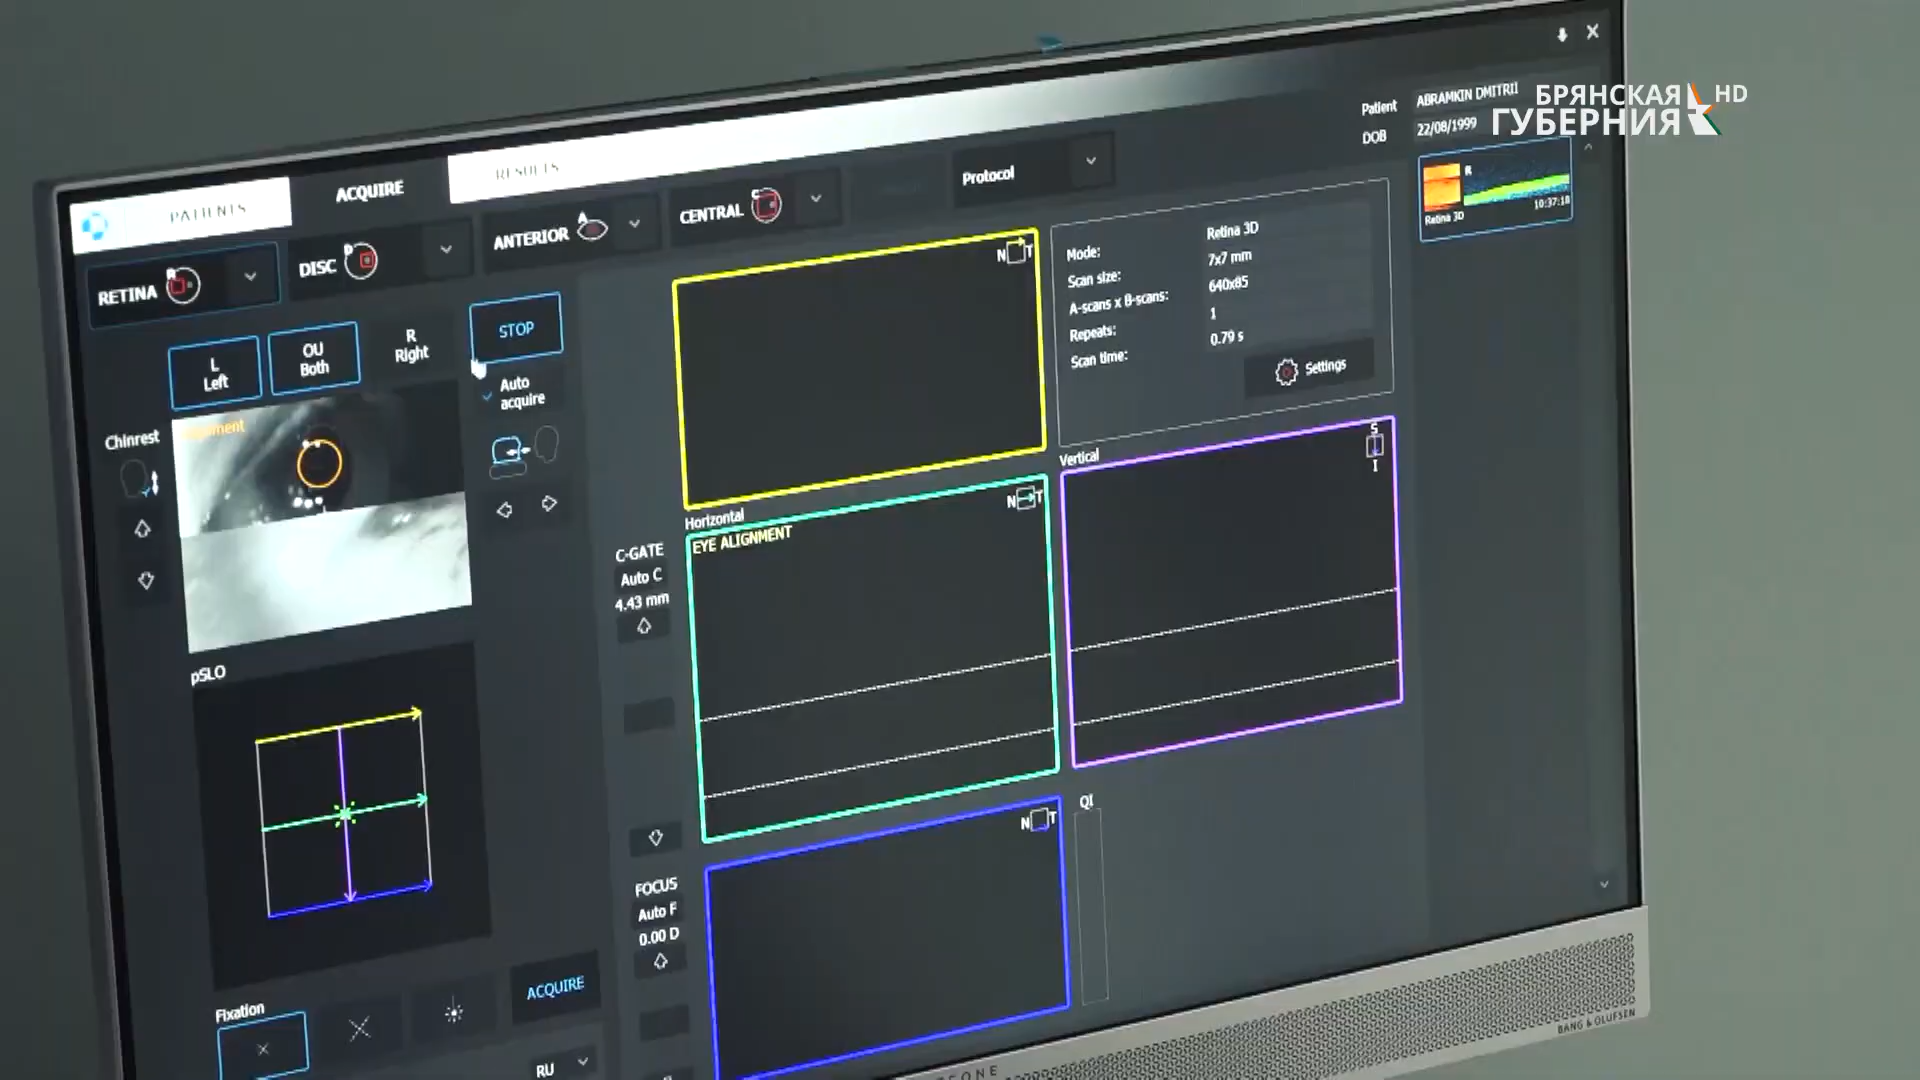 БРЯНСКАЯ HD
ГУБЕРНИЯ
Patient ABRAMKIN DMITRII
DOB 22/08/1999
PATIENTS
ACQUIRE
RESULTS
RETINA R
DISC D
ANTERIOR A
CENTRAL C
Protocol
R
Retina 3D 10:37:18
L
Left
OU
Both
R
Right
STOP
Auto
acquire
Chinrest
N T
Mode: Retina 3D
Scan size: 7x7 mm
A-scans x B-scans: 640x85
Repeats: 1
Scan time: 0.79 s
Settings
Horizontal
EYE ALIGNMENT
N T
Vertical
S
I
C-GATE
Auto C
4.43 mm
pSLO
FOCUS
Auto F
0.00 D
N T
QI
Fixation
ACQUIRE
RU
BANG & OLUFSEN